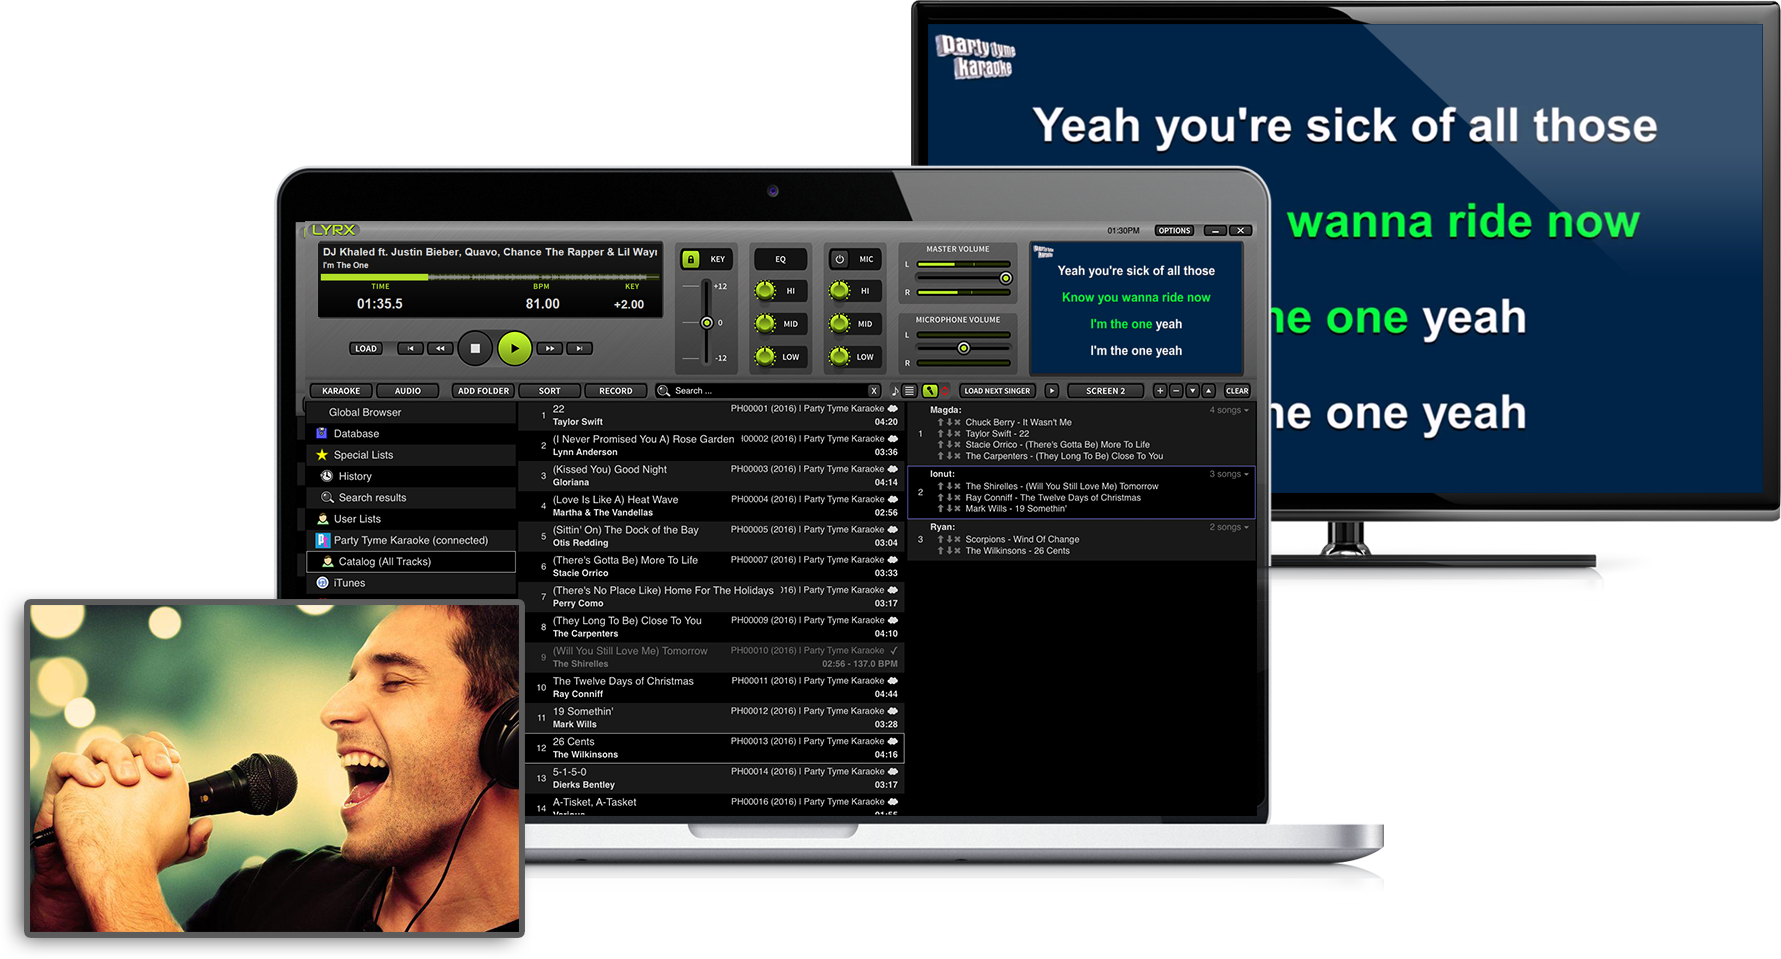 party tyme
karaoke
Yeah you're sick of all those
wanna ride now
ne one yeah
ne one yeah
LYRX
01:30PM
OPTIONS
DJ Khaled ft. Justin Bieber, Quavo, Chance The Rapper & Lil Wayn
I'm The One
TIME
BPM
KEY
01:35.5
81.00
+2.00
LOAD
KEY
+12
0
-12
EQ
HI
MID
LOW
MIC
HI
MID
LOW
MASTER VOLUME
L
R
MICROPHONE VOLUME
L
R
Yeah you're sick of all those
Know you wanna ride now
I'm the one yeah
I'm the one yeah
KARAOKE
AUDIO
ADD FOLDER
SORT
RECORD
Search ...
X
LOAD NEXT SINGER
SCREEN 2
CLEAR
Global Browser
Database
Special Lists
History
Search results
User Lists
Party Tyme Karaoke (connected)
Catalog (All Tracks)
iTunes
1 22 PH00001 (2016) | Party Tyme Karaoke
Taylor Swift 04:20
2 (I Never Promised You A) Rose Garden 00002 (2016) | Party Tyme Karaoke
Lynn Anderson 03:36
3 (Kissed You) Good Night PH00003 (2016) | Party Tyme Karaoke
Gloriana 04:14
4 (Love Is Like A) Heat Wave PH00004 (2016) | Party Tyme Karaoke
Martha & The Vandellas 02:56
5 (Sittin' On) The Dock of the Bay PH00005 (2016) | Party Tyme Karaoke
Otis Redding 03:04
6 (There's Gotta Be) More To Life PH00007 (2016) | Party Tyme Karaoke
Stacie Orrico 03:33
7 (There's No Place Like) Home For The Holidays 016) | Party Tyme Karaoke
Perry Como 03:17
8 (They Long To Be) Close To You PH00009 (2016) | Party Tyme Karaoke
The Carpenters 04:10
9 (Will You Still Love Me) Tomorrow PH00010 (2016) | Party Tyme Karaoke
The Shirelles 02:56 - 137.0 BPM
10 The Twelve Days of Christmas PH00011 (2016) | Party Tyme Karaoke
Ray Conniff 04:44
11 19 Somethin' PH00012 (2016) | Party Tyme Karaoke
Mark Wills 03:28
12 26 Cents PH00013 (2016) | Party Tyme Karaoke
The Wilkinsons 04:16
13 5-1-5-0 PH00014 (2016) | Party Tyme Karaoke
Dierks Bentley 03:17
14 A-Tisket, A-Tasket PH00016 (2016) | Party Tyme Karaoke
Magda: 4 songs
1
Chuck Berry - It Wasn't Me
Taylor Swift - 22
Stacie Orrico - (There's Gotta Be) More To Life
The Carpenters - (They Long To Be) Close To You
Ionut: 3 songs
2
The Shirelles - (Will You Still Love Me) Tomorrow
Ray Conniff - The Twelve Days of Christmas
Mark Wills - 19 Somethin'
Ryan: 2 songs
3
Scorpions - Wind Of Change
The Wilkinsons - 26 Cents